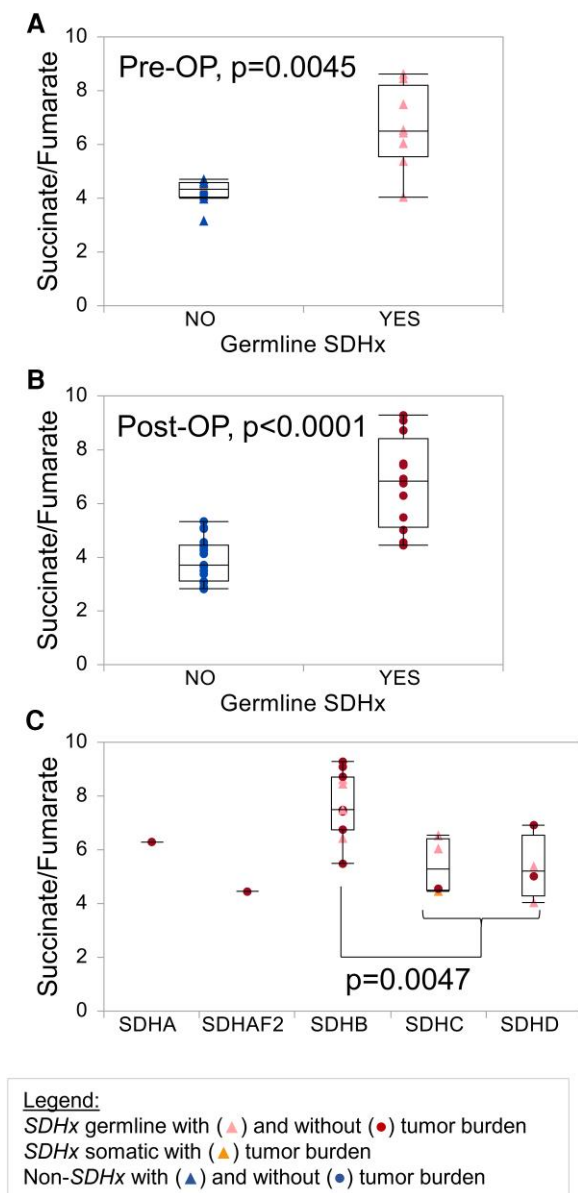 A
Pre-OP, p=0.0045
Succinate/Fumarate
10
8
6
4
2
0
NO YES
Germline SDHx
B
Post-OP, p<0.0001
Succinate/Fumarate
10
8
6
4
2
0
NO YES
Germline SDHx
C
Succinate/Fumarate
10
8
6
4
2
0
p=0.0047
SDHA SDHAF2 SDHB SDHC SDHD
Legend:
SDHx germline with (▲) and without (●) tumor burden
SDHx somatic with (▲) tumor burden
Non-SDHx with (▲) and without (●) tumor burden